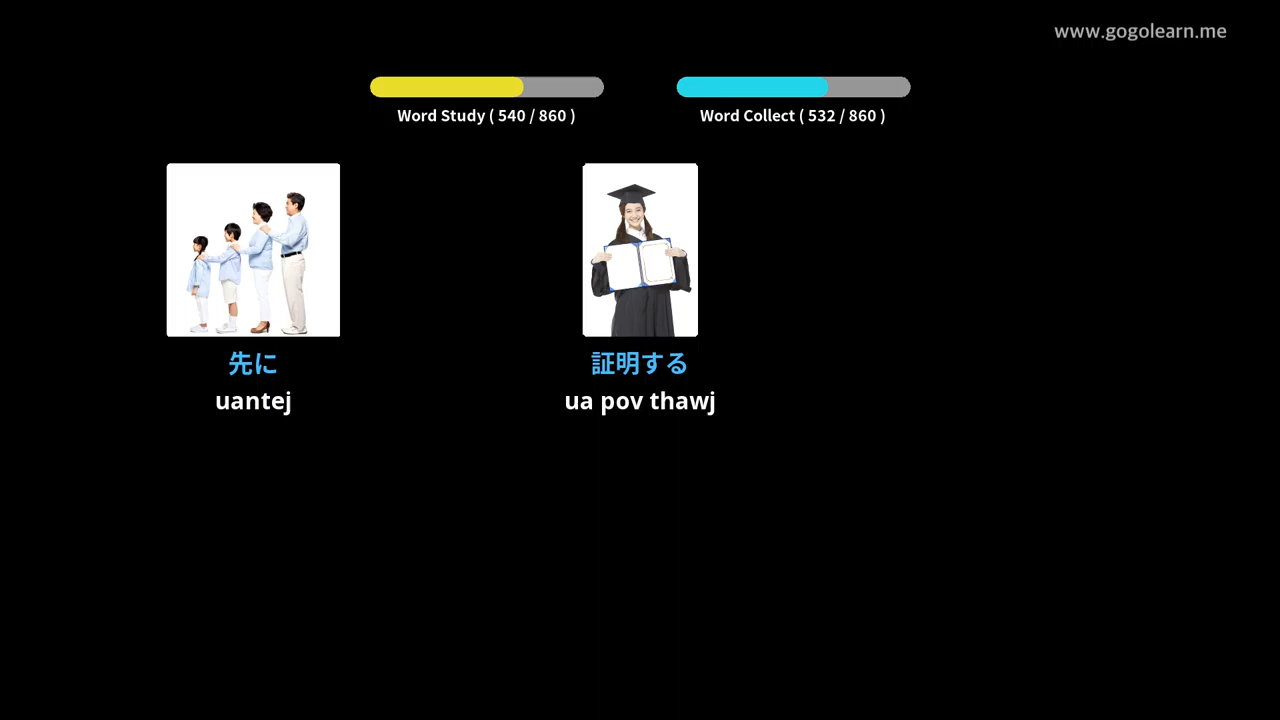 www.gogolearn.me
Word Study ( 540 / 860 )
Word Collect ( 532 / 860 )
先に
uantej
証明する
ua pov thawj